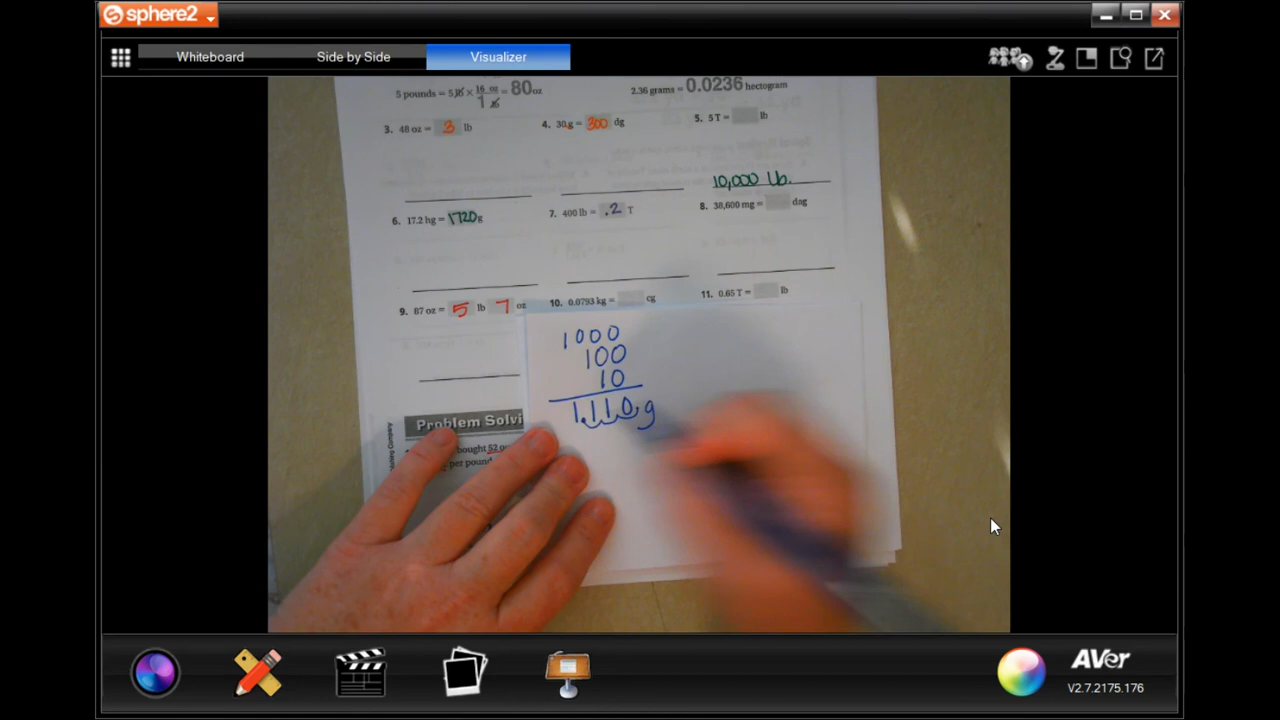 sphere2
Whiteboard Side by Side Visualizer
5 pounds = 5 lb × 16 oz / 1 lb = 80 oz
2.36 grams = 0.0236 hectogram
3. 48 oz = 3 lb
4. 30 g = 300 dg
5. 5 T = lb
10,000 Lb.
6. 17.2 hg = 1720 g
7. 400 lb = .2 T
8. 38,600 mg = dag
9. 87 oz = 5 lb 7 oz
10. 0.0793 kg = cg
11. 0.65 T = lb
1000
100
10
1.110 g
Problem Solvi
bought 52 o
per pound
AVer
V2.7.2175.176